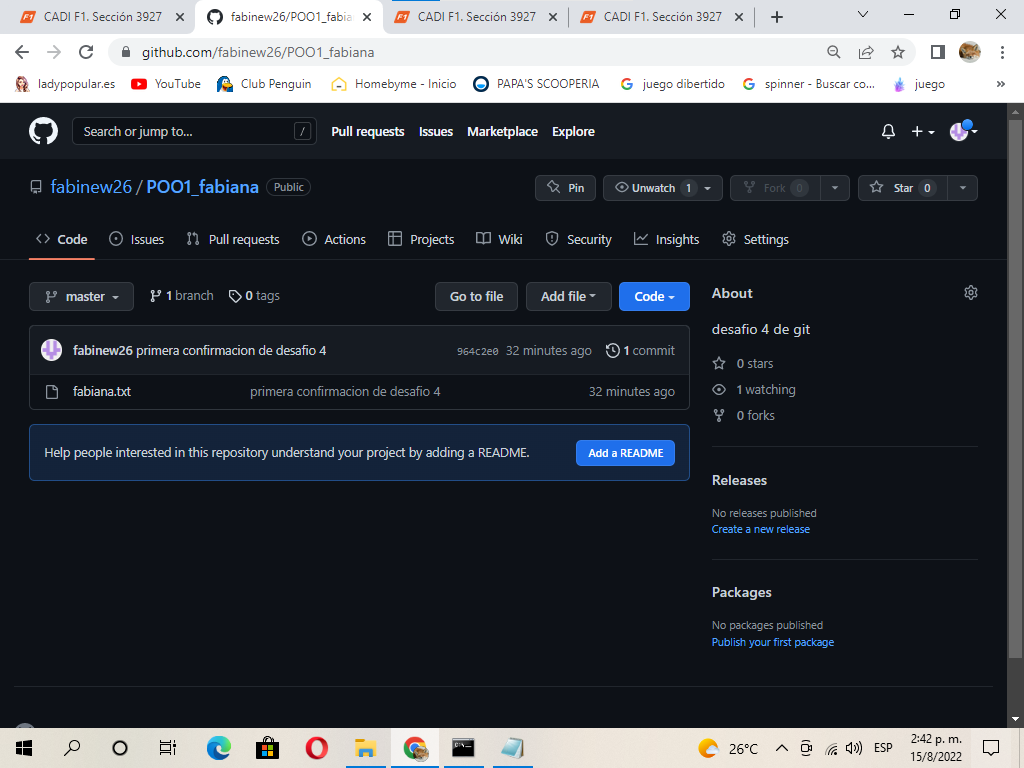 CADI F1. Sección 3927
fabinew26/POO1_fabia
CADI F1. Sección 3927
CADI F1. Sección 3927
github.com/fabinew26/POO1_fabiana
ladypopular.es
YouTube
Club Penguin
Homebyme - Inicio
PAPA'S SCOOPERIA
juego dibertido
spinner - Buscar co...
juego
Search or jump to...
/
Pull requests
Issues
Marketplace
Explore
fabinew26 / POO1_fabiana
Public
Pin
Unwatch 1
Fork 0
Star 0
Code
Issues
Pull requests
Actions
Projects
Wiki
Security
Insights
Settings
master
1 branch
0 tags
Go to file
Add file
Code
fabinew26 primera confirmacion de desafio 4
964c2e0 32 minutes ago
1 commit
fabiana.txt
primera confirmacion de desafio 4
32 minutes ago
Help people interested in this repository understand your project by adding a README.
Add a README
About
desafio 4 de git
0 stars
1 watching
0 forks
Releases
No releases published
Create a new release
Packages
No packages published
Publish your first package
26°C
ESP
2:42 p. m.
15/8/2022